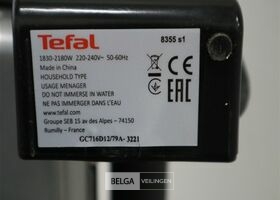 Tefal
8355 s1
1830-2180W 220-240V~ 50-60Hz
Made in China
HOUSEHOLD TYPE
USAGE MENAGER
DO NOT IMMERSE IN WATER
NE PAS IMMERGER DANS L'EAU
www.tefal.com
Groupe SEB 15 av des Alpes – 74150
Rumilly – France
CE
EAC
GC716D12/79A- 3221
BELGA VEILINGEN